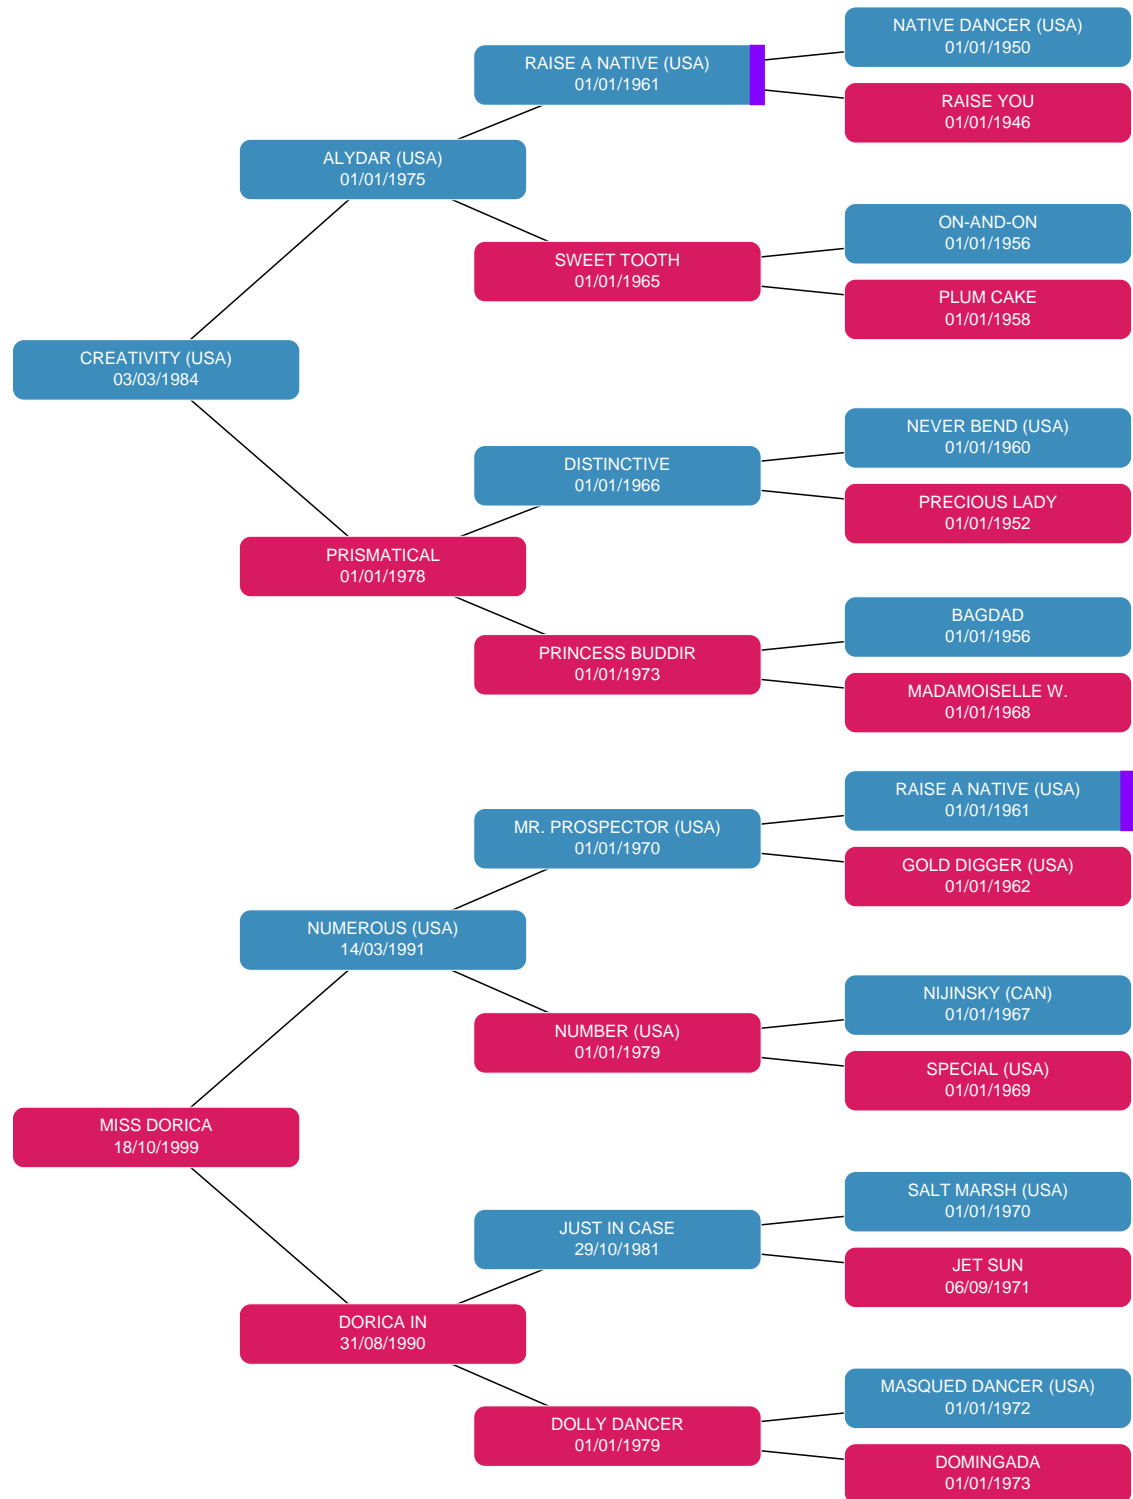 NATIVE DANCER (USA)
01/01/1950
RAISE A NATIVE (USA)
01/01/1961
RAISE YOU
01/01/1946
ALYDAR (USA)
01/01/1975
ON-AND-ON
01/01/1956
SWEET TOOTH
01/01/1965
PLUM CAKE
01/01/1958
CREATIVITY (USA)
03/03/1984
NEVER BEND (USA)
01/01/1960
DISTINCTIVE
01/01/1966
PRECIOUS LADY
01/01/1952
PRISMATICAL
01/01/1978
BAGDAD
01/01/1956
PRINCESS BUDDIR
01/01/1973
MADAMOISELLE W.
01/01/1968
RAISE A NATIVE (USA)
01/01/1961
MR. PROSPECTOR (USA)
01/01/1970
GOLD DIGGER (USA)
01/01/1962
NUMEROUS (USA)
14/03/1991
NIJINSKY (CAN)
01/01/1967
NUMBER (USA)
01/01/1979
SPECIAL (USA)
01/01/1969
MISS DORICA
18/10/1999
SALT MARSH (USA)
01/01/1970
JUST IN CASE
29/10/1981
JET SUN
06/09/1971
DORICA IN
31/08/1990
MASQUED DANCER (USA)
01/01/1972
DOLLY DANCER
01/01/1979
DOMINGADA
01/01/1973